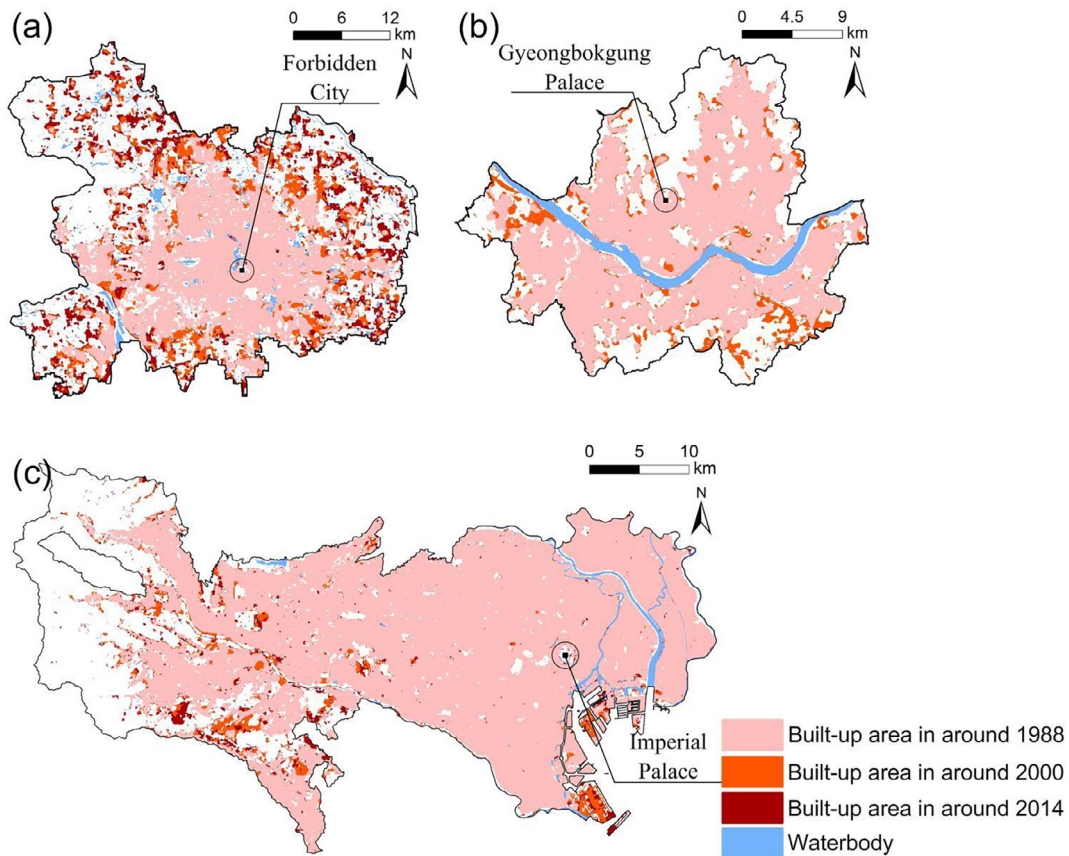 (a)
0 6 12
km
N
Forbidden
City
(b)
0 4.5 9
km
N
Gyeongbokgung
Palace
(c)
0 5 10
km
N
Imperial
Palace
Built-up area in around 1988
Built-up area in around 2000
Built-up area in around 2014
Waterbody